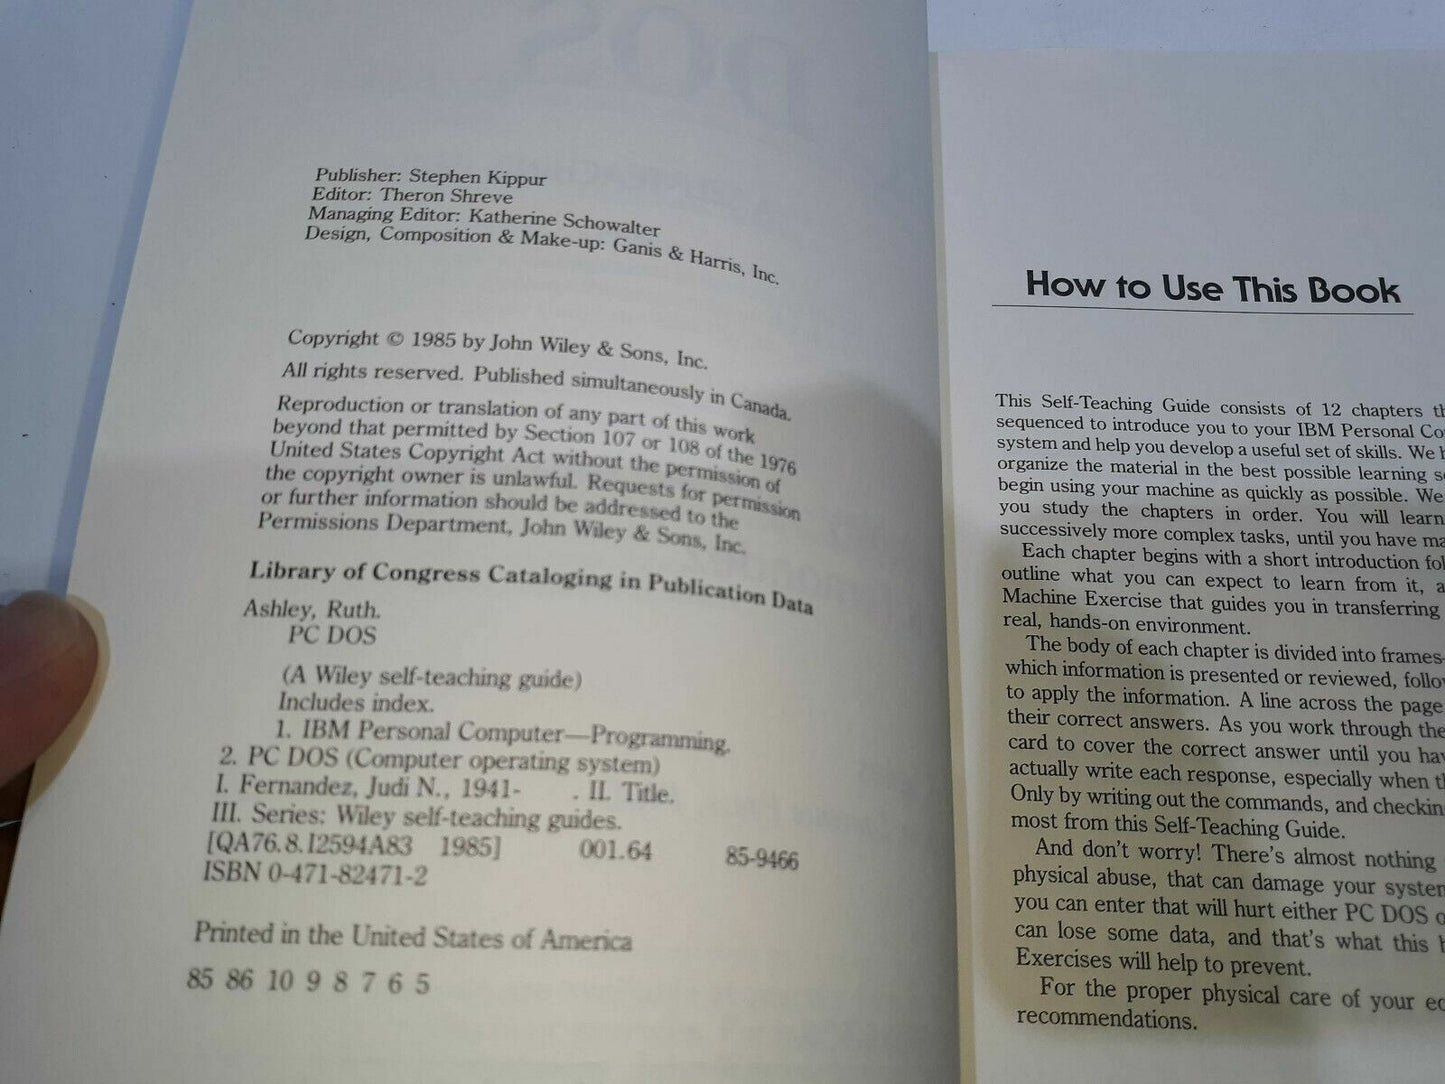 Publisher: Stephen Kippur
Editor: Theron Shreve
Managing Editor: Katherine Schowalter
Design, Composition & Make-up: Ganis & Harris, Inc.
Copyright © 1985 by John Wiley & Sons, Inc.
All rights reserved. Published simultaneously in Canada.
Reproduction or translation of any part of this work
beyond that permitted by Section 107 or 108 of the 1976
United States Copyright Act without the permission of
the copyright owner is unlawful. Requests for permission
or further information should be addressed to the
Permissions Department, John Wiley & Sons, Inc.
Library of Congress Cataloging in Publication Data
Ashley, Ruth.
PC DOS
(A Wiley self-teaching guide)
Includes index.
1. IBM Personal Computer—Programming.
2. PC DOS (Computer operating system)
I. Fernandez, Judi N., 1941-    . II. Title.
III. Series: Wiley self-teaching guides.
[QA76.8.I2594A83 1985] 001.64 85-9466
ISBN 0-471-82471-2
Printed in the United States of America
85 86 10 9 8 7 6 5
How to Use This Book
This Self-Teaching Guide consists of 12 chapters
sequenced to introduce you to your IBM Personal
system and help you develop a useful set of skills. We
organize the material in the best possible learning
begin using your machine as quickly as possible. We
you study the chapters in order. You will learn
successively more complex tasks, until you have
Each chapter begins with a short introduction
outline what you can expect to learn from it,
Machine Exercise that guides you in transferring
real, hands-on environment.
The body of each chapter is divided into frames
which information is presented or reviewed,
to apply the information. A line across the page
their correct answers. As you work through
card to cover the correct answer until you
actually write each response, especially when
Only by writing out the commands, and
most from this Self-Teaching Guide.
And don't worry! There's almost nothing
physical abuse, that can damage your
you can enter that will hurt either PC DOS
can lose some data, and that's what this
Exercises will help to prevent.
For the proper physical care of your
recommendations.